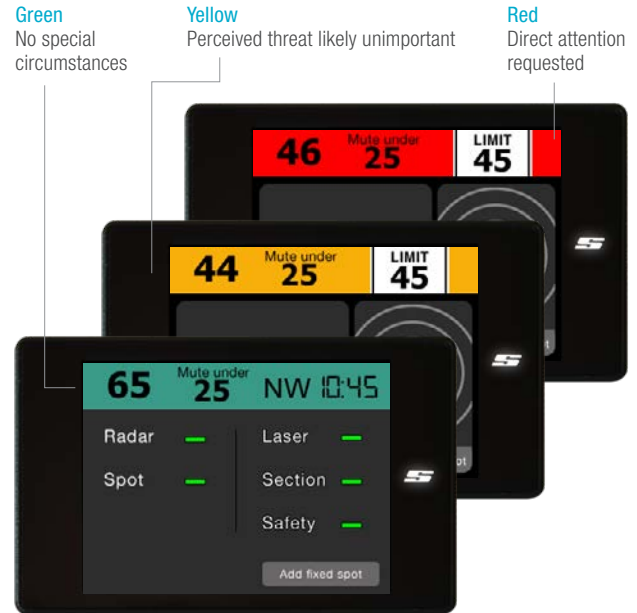 Green
No special
circumstances
Yellow
Perceived threat likely unimportant
Red
Direct attention
requested
46
Mute under
25
LIMIT
45
44
Mute under
25
LIMIT
45
65
Mute under
25
NW 10:45
Radar
Laser
Spot
Section
Safety
Add fixed spot